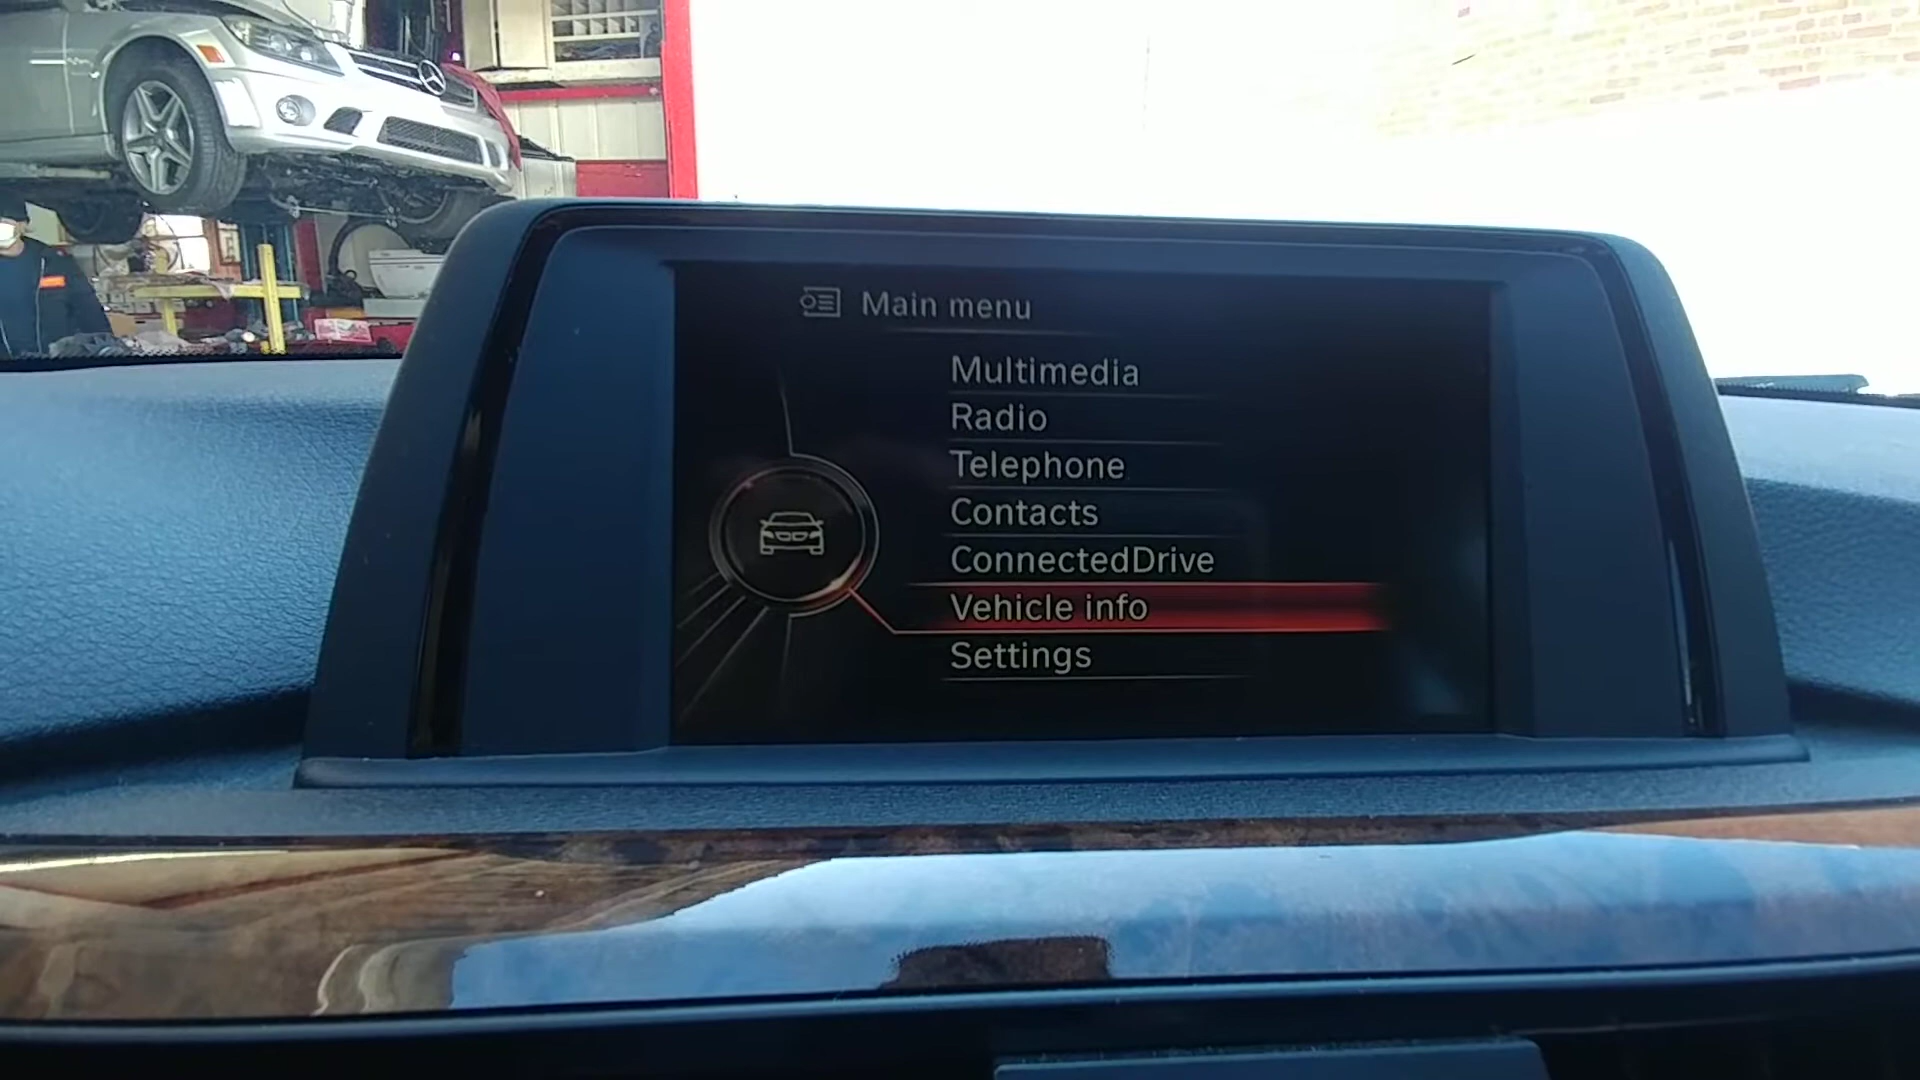 Main menu
Multimedia
Radio
Telephone
Contacts
ConnectedDrive
Vehicle info
Settings